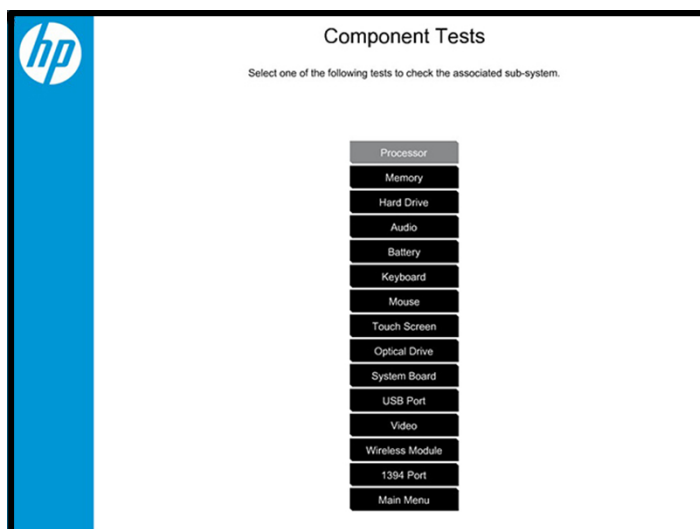 hp
Component Tests
Select one of the following tests to check the associated sub-system.
Processor
Memory
Hard Drive
Audio
Battery
Keyboard
Mouse
Touch Screen
Optical Drive
System Board
USB Port
Video
Wireless Module
1394 Port
Main Menu